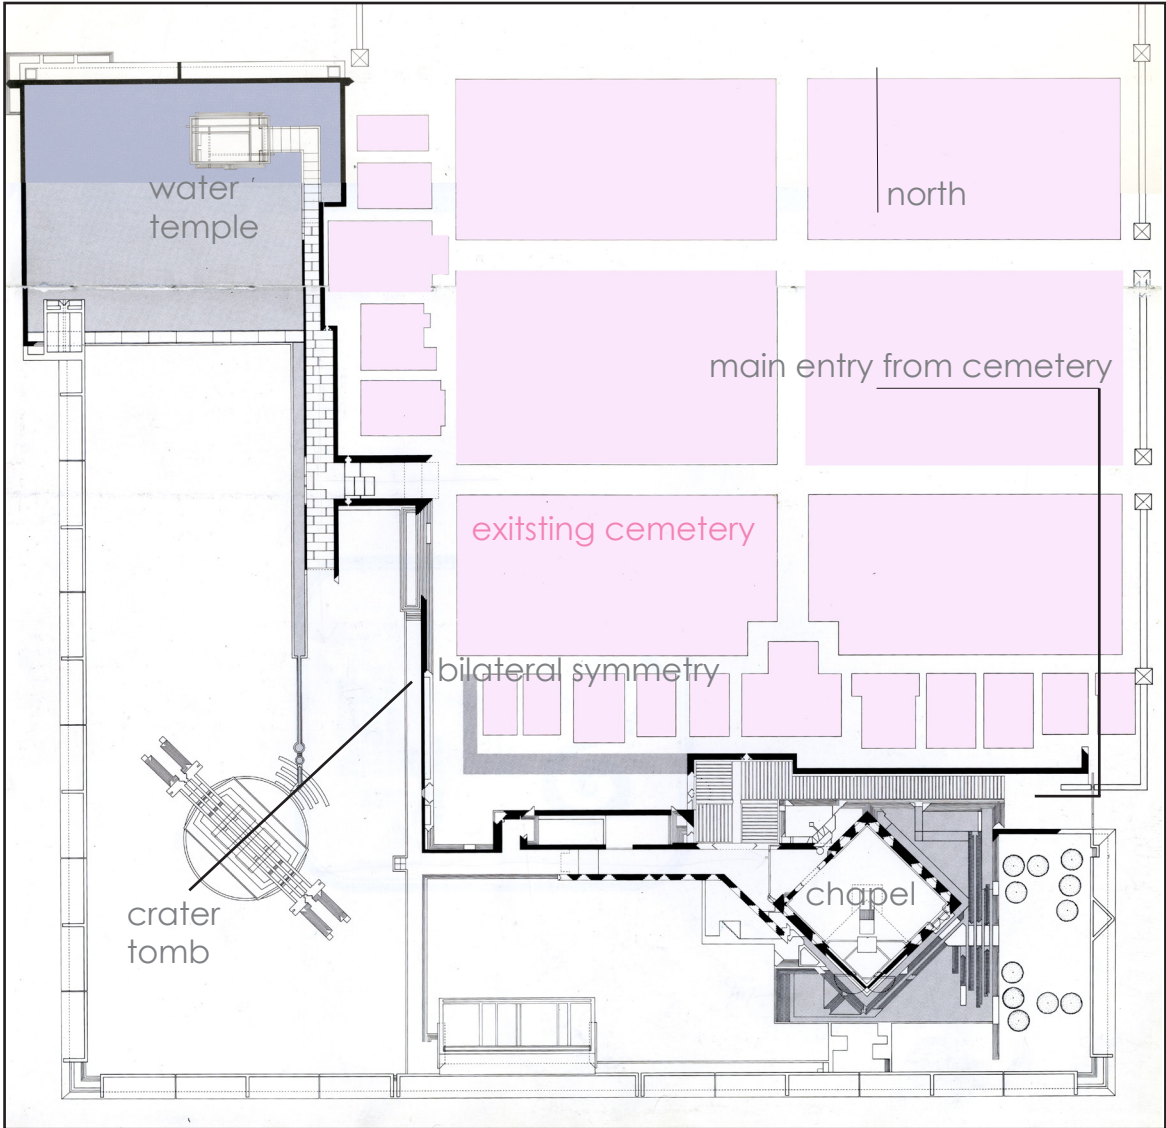 water
temple
north
main entry from cemetery
exitsting cemetery
bilateral symmetry
crater
tomb
chapel